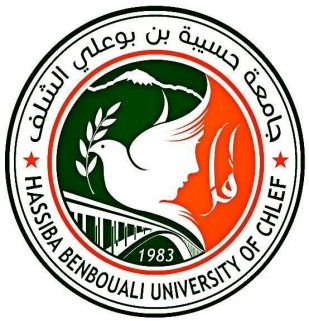 جامعة حسيبة بن بوعلي الشلف
1983
★ HASSIBA BENBOUALI UNIVERSITY OF CHLEF ★